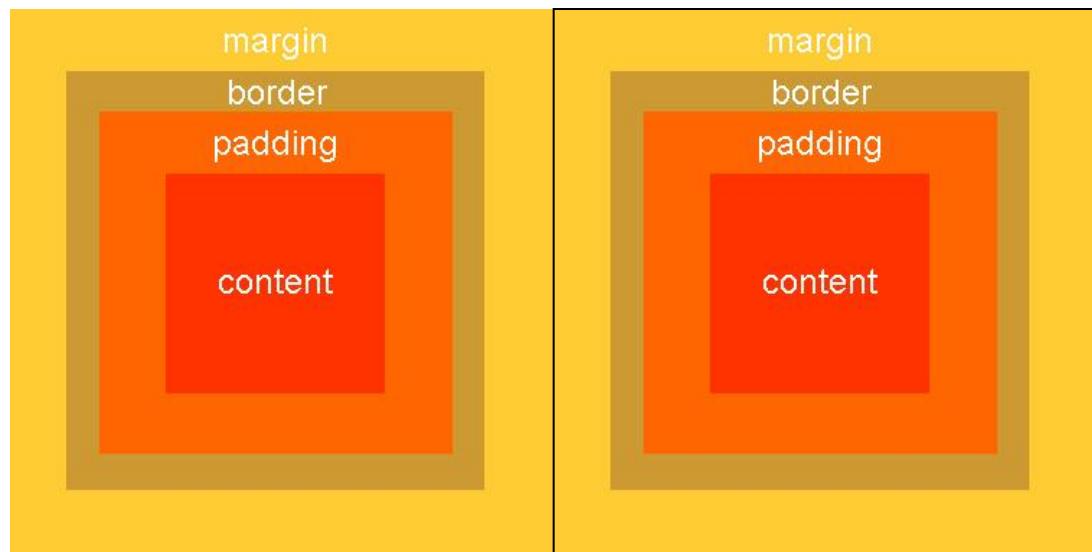 margin
border
padding
content
margin
border
padding
content